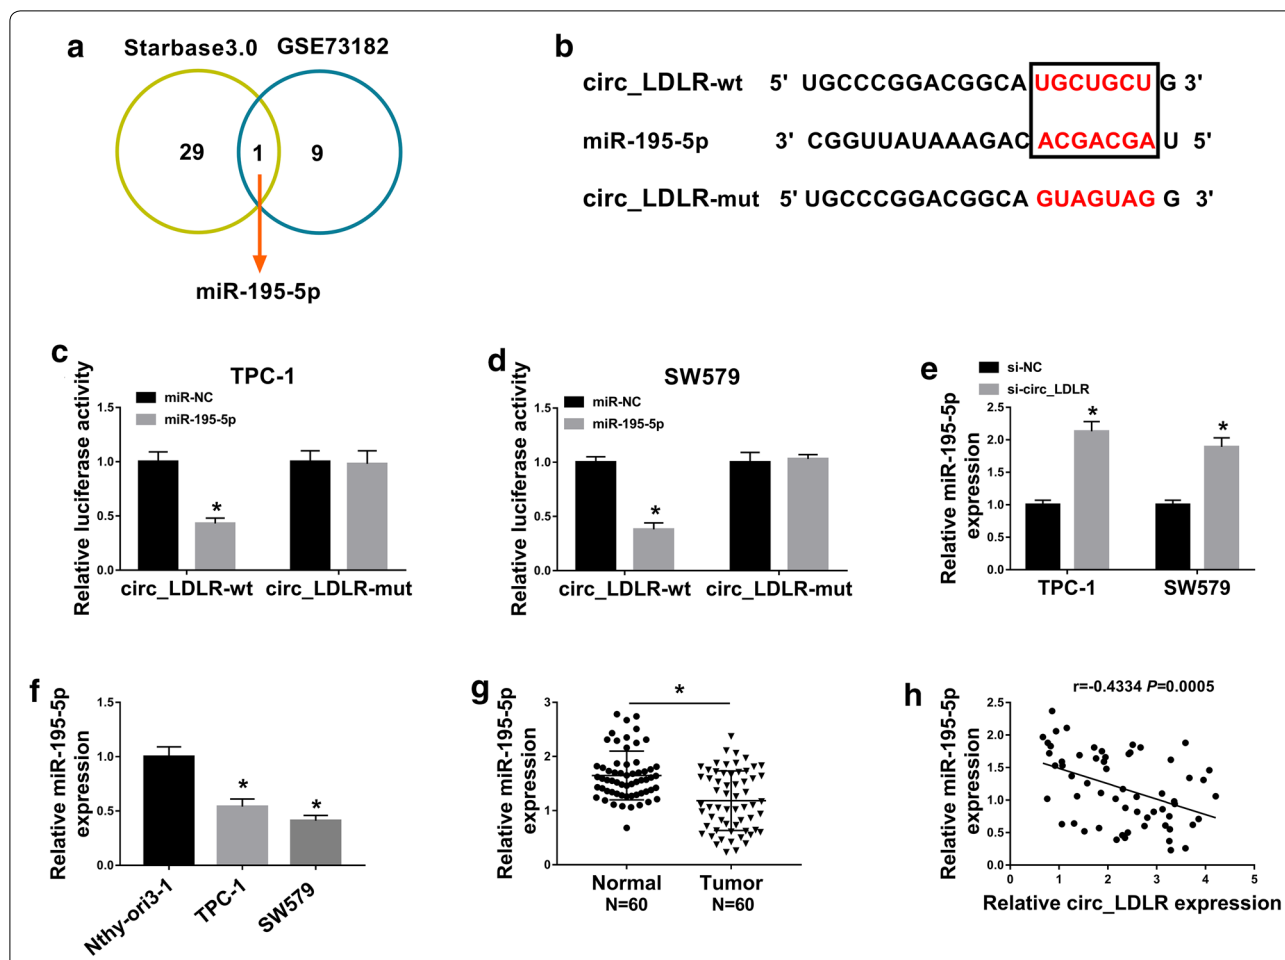 a
Starbase3.0 GSE73182
29 1 9
miR-195-5p
b
circ_LDLR-wt 5' UGCCCGGACGGCA UGCUGCU G 3'
miR-195-5p 3' CGGUUAUAAAGAC ACGACGA U 5'
circ_LDLR-mut 5' UGCCCGGACGGCA GUAGUAG G 3'
c
TPC-1
miR-NC
miR-195-5p
Relative luciferase activity
1.5
1.0
0.5
0.0
*
circ_LDLR-wt circ_LDLR-mut
d
SW579
miR-NC
miR-195-5p
Relative luciferase activity
1.5
1.0
0.5
0.0
*
circ_LDLR-wt circ_LDLR-mut
e
si-NC
si-circ_LDLR
Relative miR-195-5p
expression
2.5
2.0
1.5
1.0
0.5
0.0
* *
TPC-1 SW579
f
Relative miR-195-5p
expression
1.5
1.0
0.5
0.0
* *
Nthy-ori3-1 TPC-1 SW579
g
Relative miR-195-5p
expression
3
2
1
0
*
Normal Tumor
N=60 N=60
h
r=-0.4334 P=0.0005
Relative miR-195-5p
expression
2.5
2.0
1.5
1.0
0.5
0.0
0 1 2 3 4 5
Relative circ_LDLR expression